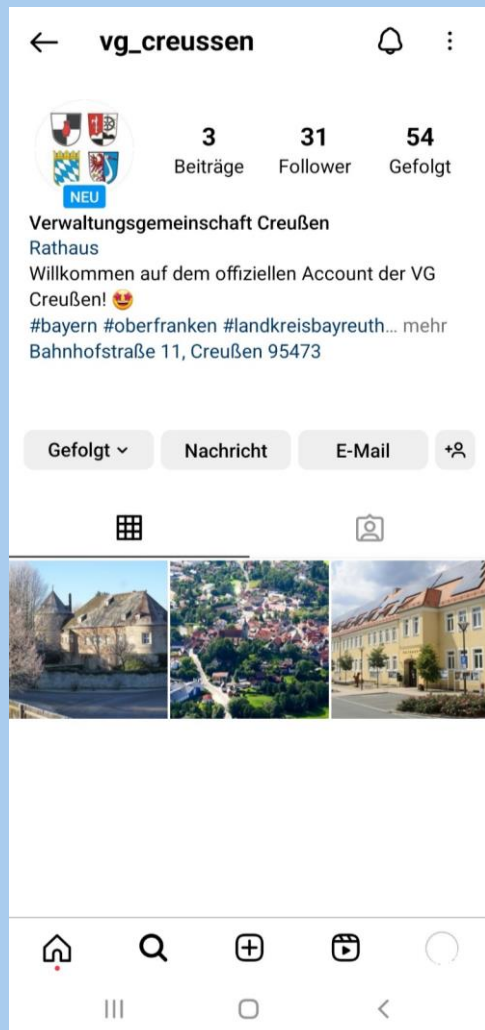 vg_creussen
3 31 54
Beiträge Follower Gefolgt
NEU
Verwaltungsgemeinschaft Creußen
Rathaus
Willkommen auf dem offiziellen Account der VG
Creußen! 🤩
#bayern #oberfranken #landkreisbayreuth... mehr
Bahnhofstraße 11, Creußen 95473
Gefolgt Nachricht E-Mail